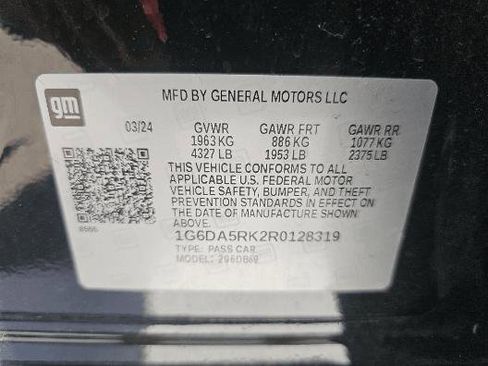 gm
MFD BY GENERAL MOTORS LLC
03/24 GVWR GAWR FRT GAWR RR
1963 KG 886 KG 1077 KG
4327 LB 1953 LB 2375 LB
THIS VEHICLE CONFORMS TO ALL
APPLICABLE U.S. FEDERAL MOTOR
VEHICLE SAFETY, BUMPER, AND THEFT
PREVENTION STANDARDS IN EFFECT ON
THE DATE OF MANUFACTURE SHOWN
ABOVE.
1G6DA5RK2R0128319
TYPE: PASS CAR
MODEL: